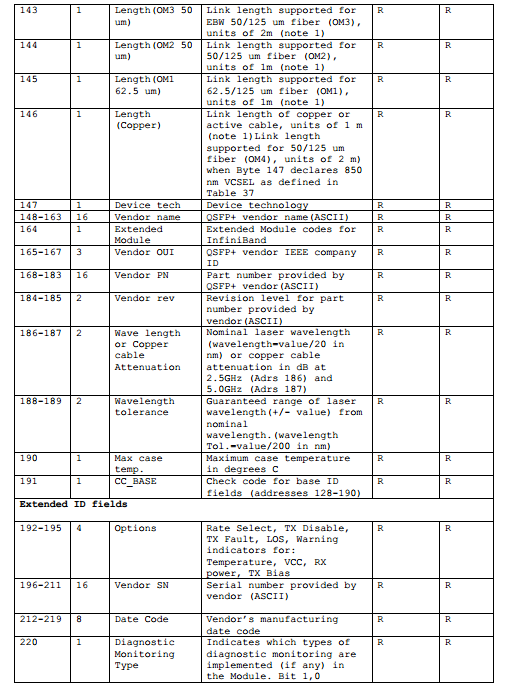 143 1 Length(OM3 50 Link length supported for R R
um) EBW 50/125 um fiber (OM3),
units of 2m (note 1)
144 1 Length(OM2 50 Link length supported for R R
um) 50/125 um fiber (OM2),
units of 1m (note 1)
145 1 Length(OM1 Link length supported for R R
62.5 um) 62.5/125 um fiber (OM1),
units of 1m (note 1)
146 1 Length Link length of copper or R R
(Copper) active cable, units of 1 m
(note 1)Link length
supported for 50/125 um
fiber (OM4), units of 2 m)
when Byte 147 declares 850
nm VCSEL as defined in
Table 37
147 1 Device tech Device technology R R
148-163 16 Vendor name QSFP+ vendor name(ASCII) R R
164 1 Extended Extended Module codes for R R
Module InfiniBand
165-167 3 Vendor OUI QSFP+ vendor IEEE company R R
ID
168-183 16 Vendor PN Part number provided by R R
QSFP+ vendor(ASCII)
184-185 2 Vendor rev Revision level for part R R
number provided by
vendor(ASCII)
186-187 2 Wave length Nominal laser wavelength R R
or Copper (wavelength=value/20 in
cable nm) or copper cable
Attenuation attenuation in dB at
2.5GHz (Adrs 186) and
5.0GHz (Adrs 187)
188-189 2 Wavelength Guaranteed range of laser R R
tolerance wavelength(+/- value) from
nominal
wavelength.(wavelength
Tol.=value/200 in nm)
190 1 Max case Maximum case temperature R R
temp. in degrees C
191 1 CC_BASE Check code for base ID R R
fields (addresses 128-190)
Extended ID fields
192-195 4 Options Rate Select, TX Disable, R R
TX Fault, LOS, Warning
indicators for:
Temperature, VCC, RX
power, TX Bias
196-211 16 Vendor SN Serial number provided by R R
vendor (ASCII)
212-219 8 Date Code Vendor's manufacturing R R
date code
220 1 Diagnostic Indicates which types of R R
Monitoring diagnostic monitoring are
Type implemented (if any) in
the Module. Bit 1,0